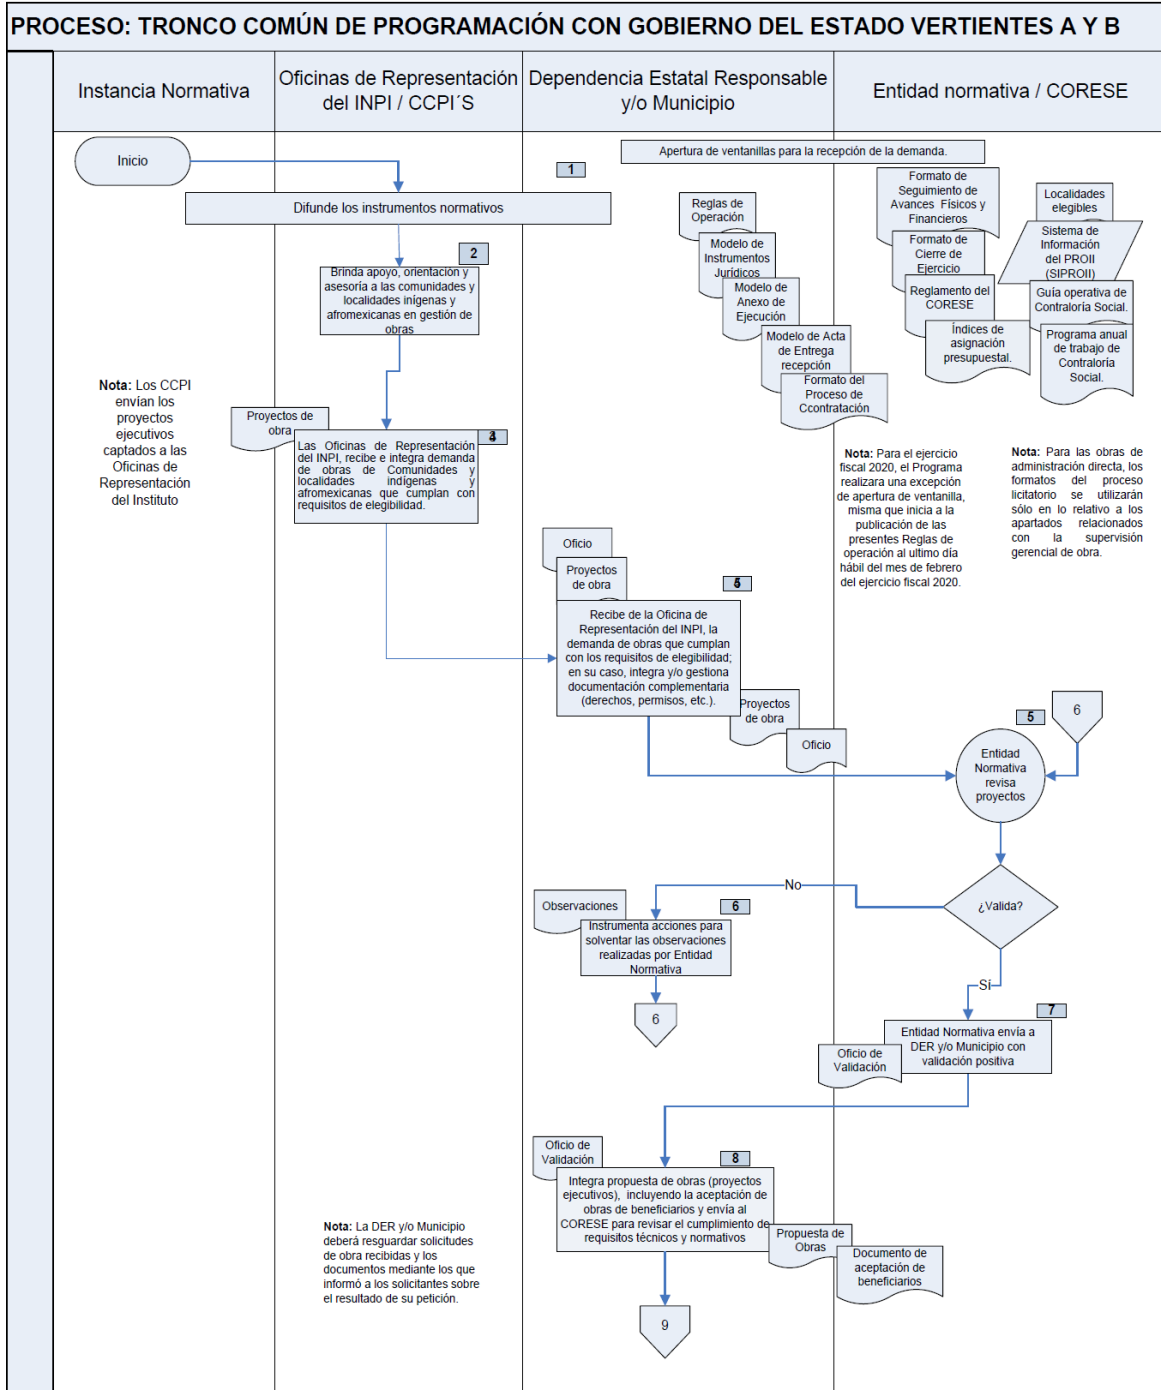 PROCESO: TRONCO COMÚN DE PROGRAMACIÓN CON GOBIERNO DEL ESTADO VERTIENTES A Y B
Instancia Normativa
Oficinas de Representación
del INPI / CCPI´S
Dependencia Estatal Responsable
y/o Municipio
Entidad normativa / CORESE
Inicio
1
Apertura de ventanillas para la recepción de la demanda.
Difunde los instrumentos normativos
Reglas de
Operación
Modelo de
Instrumentos
Jurídicos
Modelo de
Anexo de
Ejecución
Modelo de Acta
de Entrega
recepción
Formato del
Proceso de
Ccontratación
Formato de
Seguimiento de
Avances Físicos y
Financieros
Formato de
Cierre de
Ejercicio
Reglamento del
CORESE
Índices de
asignación
presupuestal.
Localidades
elegibles
Sistema de
Información
del PROII
(SIPROII)
Guía operativa de
Contraloría Social.
Programa anual
de trabajo de
Contraloría
Social.
2
Brinda apoyo, orientación y
asesoría a las comunidades y
localidades inígenas y
afromexicanas en gestión de
obras
Nota: Los CCPI
envían los
proyectos
ejecutivos
captados a las
Oficinas de
Representación
del Instituto
Proyectos de
obra
Las Oficinas de Representación
del INPI, recibe e integra demanda
de obras de Comunidades y
localidades indígenas y
afromexicanas que cumplan con
requisitos de elegibilidad.
Nota: Para el ejercicio
fiscal 2020, el Programa
realizara una excepción
de apertura de ventanilla,
misma que inicia a la
publicación de las
presentes Reglas de
operación al ultimo día
hábil del mes de febrero
del ejercicio fiscal 2020.
Nota: Para las obras de
administración directa, los
formatos del proceso
licitatorio se utilizarán
sólo en lo relativo a los
apartados relacionados
con la supervisión
gerencial de obra.
Oficio
Proyectos
de obra
Recibe de la Oficina de
Representación del INPI, la
demanda de obras que cumplan
con los requisitos de elegibilidad;
en su caso, integra y/o gestiona
documentación complementaria
(derechos, permisos, etc.).
Proyectos
de obra
Oficio
5
6
Entidad
Normativa
revisa
proyectos
¿Valida?
No
Sí
Observaciones
6
Instrumenta acciones para
solventar las observaciones
realizadas por Entidad
Normativa
6
7
Entidad Normativa envía a
DER y/o Municipio con
validación positiva
Oficio de
Validación
Oficio de
Validación
8
Integra propuesta de obras (proyectos
ejecutivos), incluyendo la aceptación de
obras de beneficiarios y envía al
CORESE para revisar el cumplimiento de
requisitos técnicos y normativos
Propuesta de
Obras
Documento de
aceptación de
beneficiarios
Nota: La DER y/o Municipio
deberá resguardar solicitudes
de obra recibidas y los
documentos mediante los que
informó a los solicitantes sobre
el resultado de su petición.
9